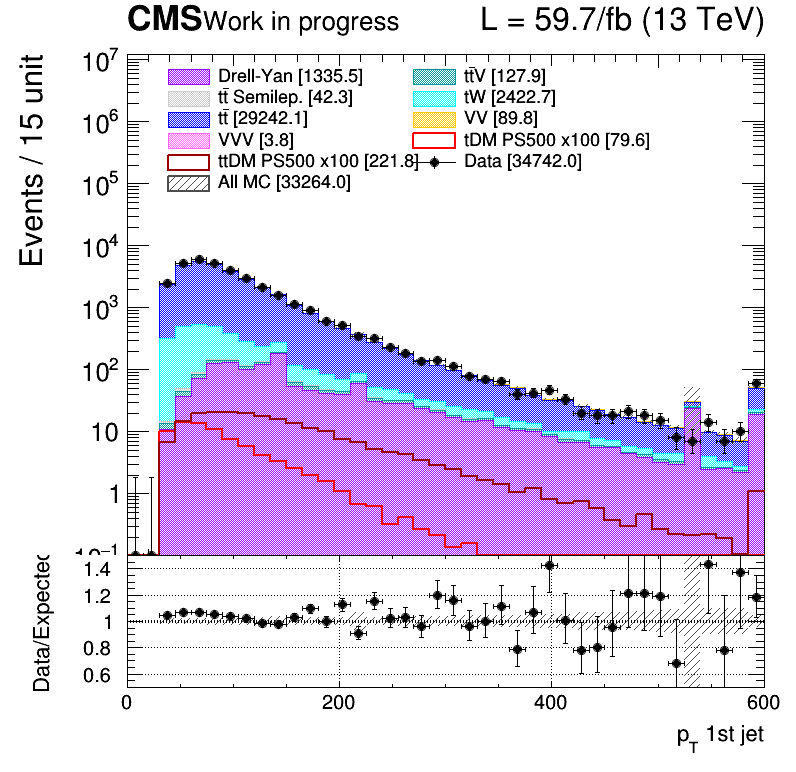 CMS Work in progress L = 59.7/fb (13 TeV)
Events / 15 unit
10⁷
10⁶
10⁵
10⁴
10³
10²
10
1
10⁻¹
Drell-Yan [1335.5] tt̄V [127.9]
tt̄ Semilep. [42.3] tW [2422.7]
tt̄ [29242.1] VV [89.8]
VVV [3.8] tDM PS500 x100 [79.6]
ttDM PS500 x100 [221.8] Data [34742.0]
All MC [33264.0]
Data/Expected
1.4
1.2
1
0.8
0.6
0 200 400 600
p_T 1st jet